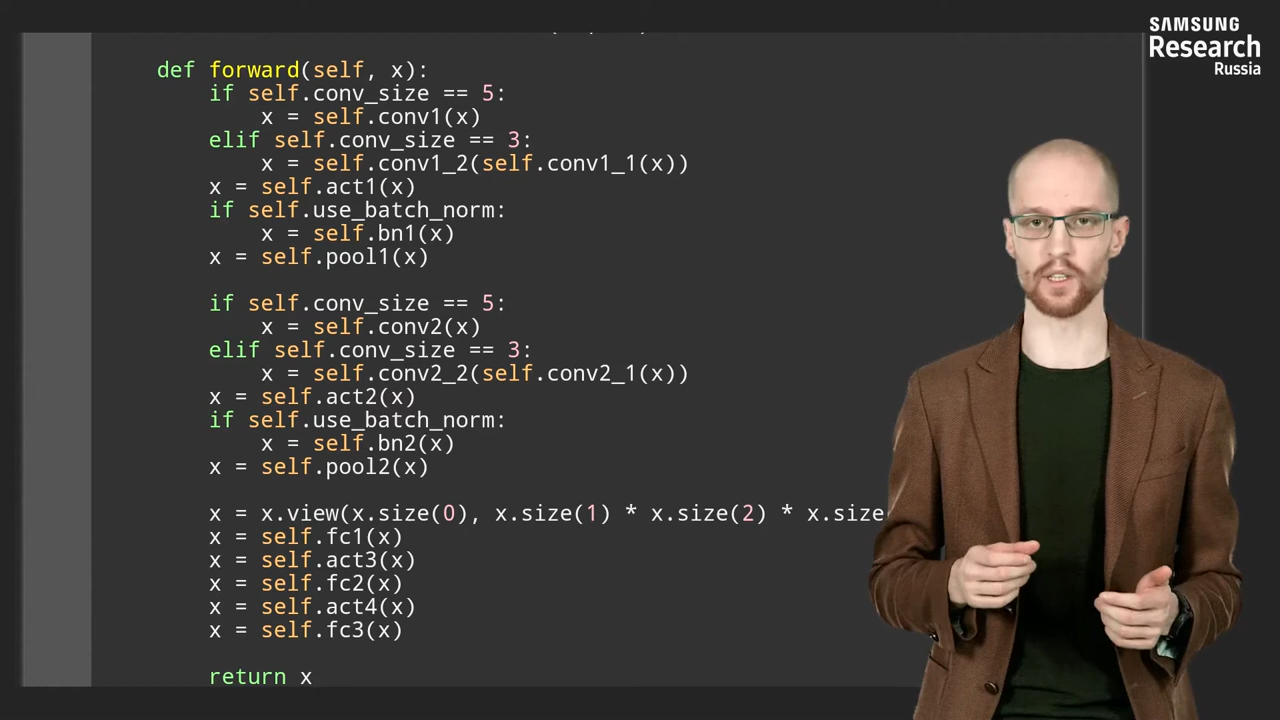 SAMSUNG
Research
Russia
def forward(self, x):
if self.conv_size == 5:
x = self.conv1(x)
elif self.conv_size == 3:
x = self.conv1_2(self.conv1_1(x))
x = self.act1(x)
if self.use_batch_norm:
x = self.bn1(x)
x = self.pool1(x)
if self.conv_size == 5:
x = self.conv2(x)
elif self.conv_size == 3:
x = self.conv2_2(self.conv2_1(x))
x = self.act2(x)
if self.use_batch_norm:
x = self.bn2(x)
x = self.pool2(x)
x = x.view(x.size(0), x.size(1) * x.size(2) * x.size
x = self.fc1(x)
x = self.act3(x)
x = self.fc2(x)
x = self.act4(x)
x = self.fc3(x)
return x